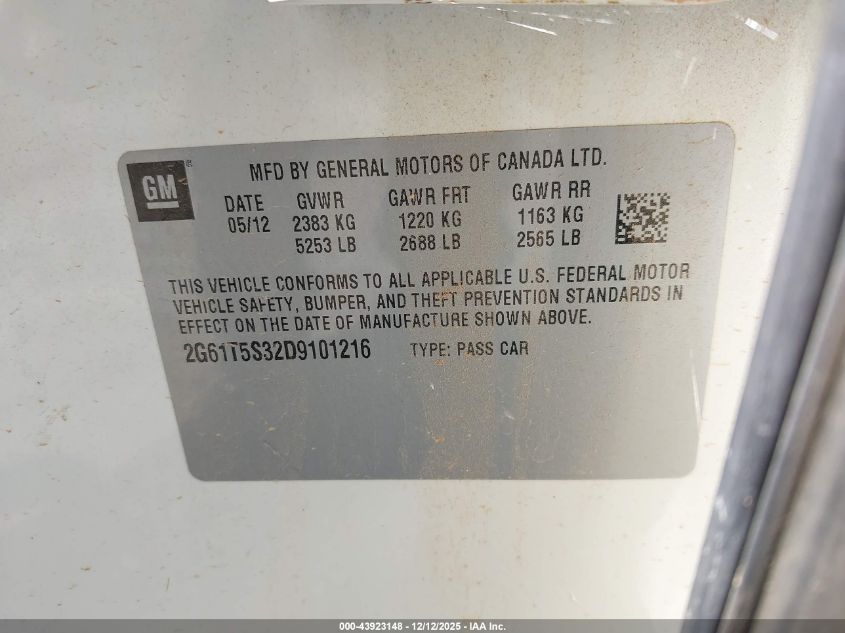 GM
MFD BY GENERAL MOTORS OF CANADA LTD.
DATE GVWR GAWR FRT GAWR RR
05/12 2383 KG 1220 KG 1163 KG
5253 LB 2688 LB 2565 LB
THIS VEHICLE CONFORMS TO ALL APPLICABLE U.S. FEDERAL MOTOR
VEHICLE SAFETY, BUMPER, AND THEFT PREVENTION STANDARDS IN
EFFECT ON THE DATE OF MANUFACTURE SHOWN ABOVE.
2G61T5S32D9101216 TYPE: PASS CAR
000-43923148 - 12/12/2025 - IAA Inc.